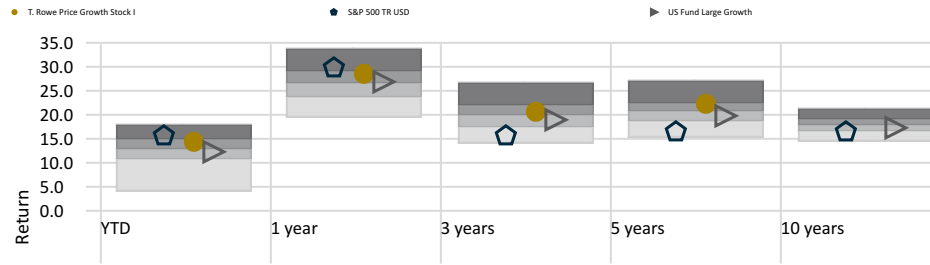 T. Rowe Price Growth Stock I S&P 500 TR USD US Fund Large Growth
35.0
30.0
25.0
20.0
15.0
10.0
5.0
0.0
Return
YTD 1 year 3 years 5 years 10 years